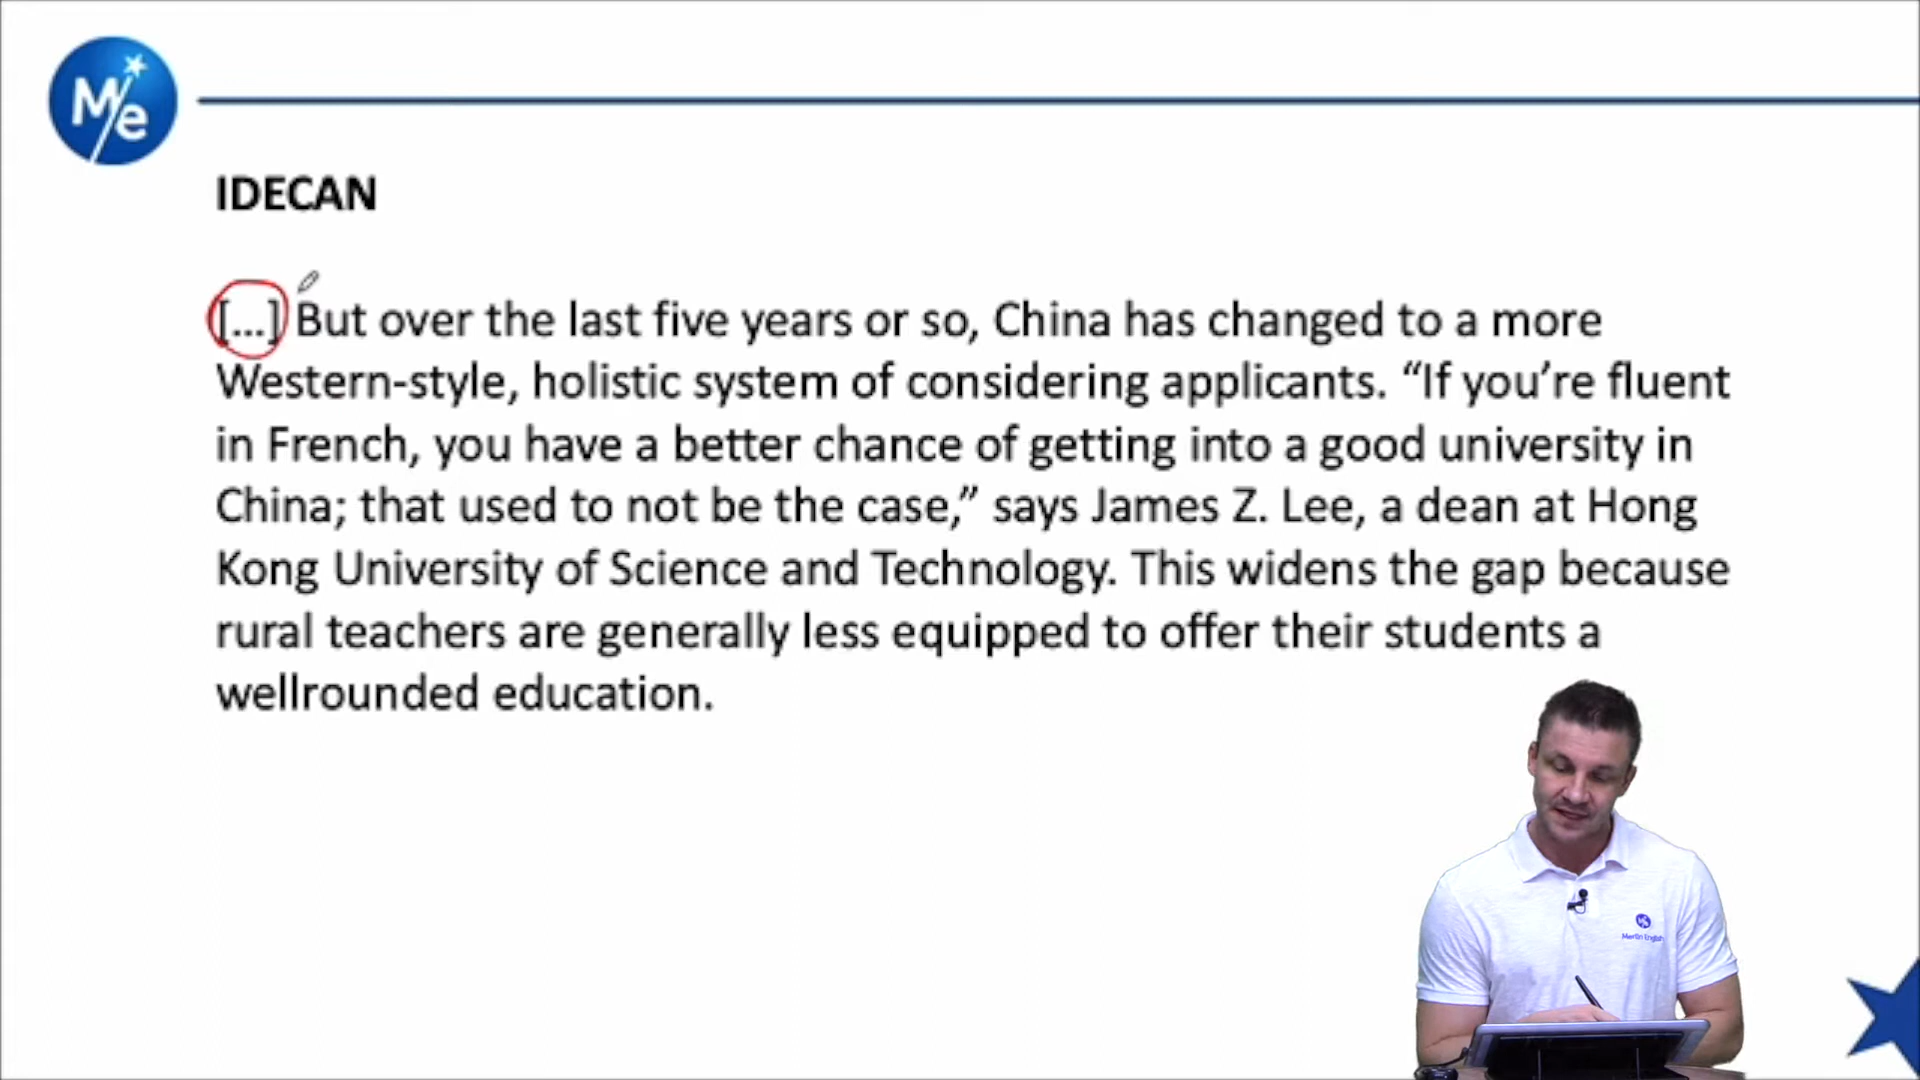 M/e
IDECAN
[...] But over the last five years or so, China has changed to a more
Western-style, holistic system of considering applicants. “If you’re fluent
in French, you have a better chance of getting into a good university in
China; that used to not be the case,” says James Z. Lee, a dean at Hong
Kong University of Science and Technology. This widens the gap because
rural teachers are generally less equipped to offer their students a
wellrounded education.
Merlin English